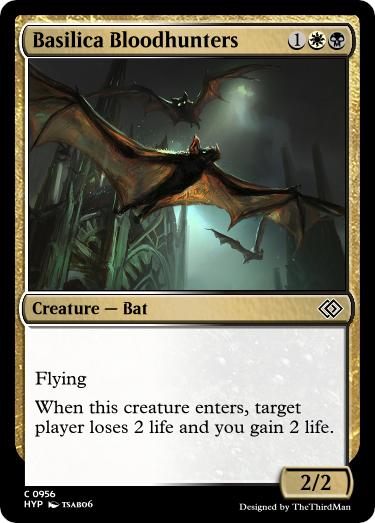 Basilica Bloodhunters 1
Creature — Bat
Flying
When this creature enters, target
player loses 2 life and you gain 2 life.
2/2
C 0956
HYP TSABO6
Designed by TheThirdMan